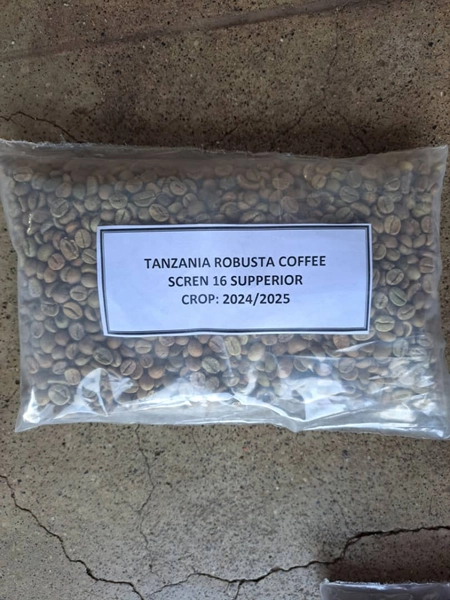 TANZANIA ROBUSTA COFFEE
SCREN 16 SUPPERIOR
CROP: 2024/2025